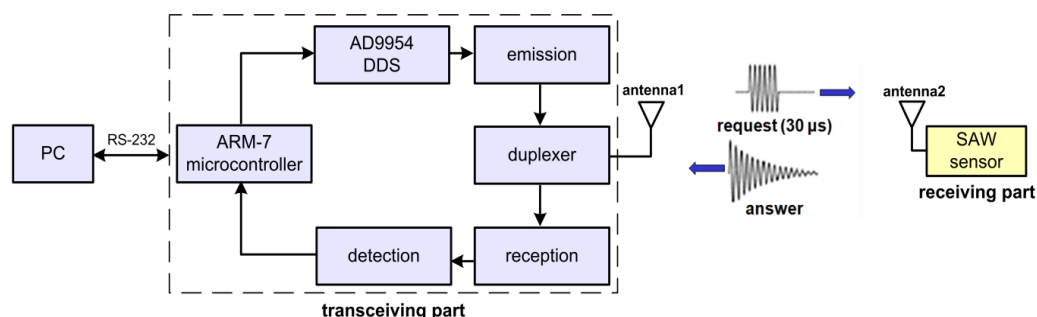 AD9954
DDS
emission
antenna1
request (30 µs)
antenna2
PC
RS-232
ARM-7
microcontroller
duplexer
SAW
sensor
receiving part
answer
detection
reception
transceiving part